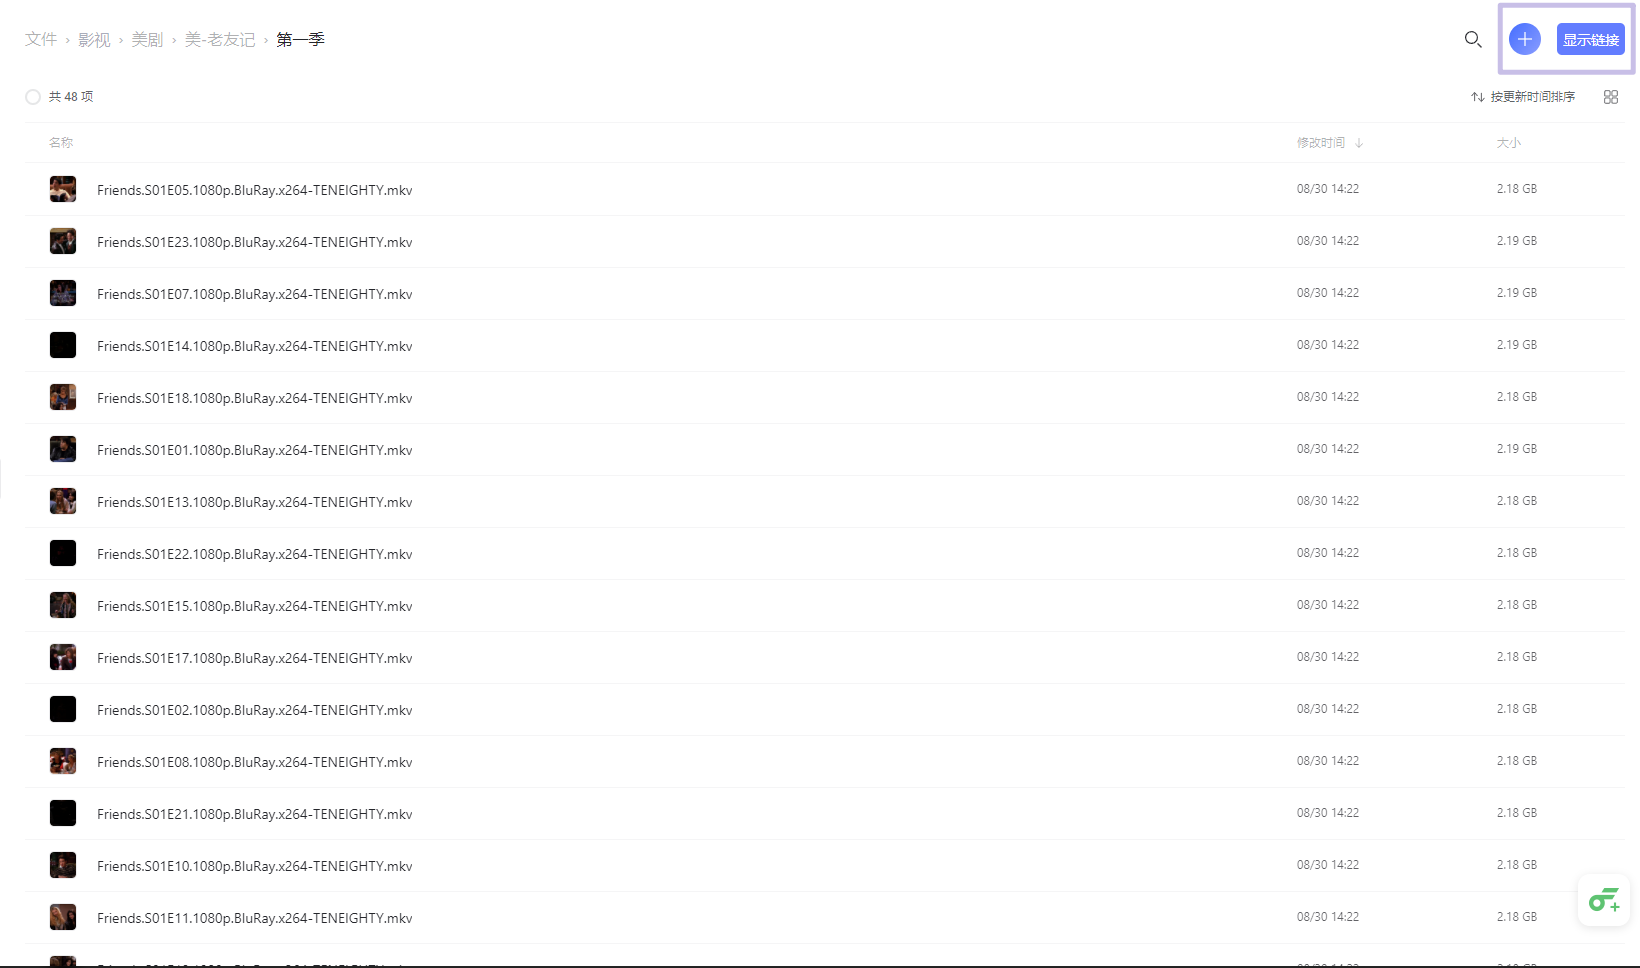 文件 › 影视 › 美剧 › 美-老友记 › 第一季
显示链接
共 48 项
按更新时间排序
名称 修改时间 大小
Friends.S01E05.1080p.BluRay.x264-TENEIGHTY.mkv 08/30 14:22 2.18 GB
Friends.S01E23.1080p.BluRay.x264-TENEIGHTY.mkv 08/30 14:22 2.19 GB
Friends.S01E07.1080p.BluRay.x264-TENEIGHTY.mkv 08/30 14:22 2.19 GB
Friends.S01E14.1080p.BluRay.x264-TENEIGHTY.mkv 08/30 14:22 2.19 GB
Friends.S01E18.1080p.BluRay.x264-TENEIGHTY.mkv 08/30 14:22 2.18 GB
Friends.S01E01.1080p.BluRay.x264-TENEIGHTY.mkv 08/30 14:22 2.19 GB
Friends.S01E13.1080p.BluRay.x264-TENEIGHTY.mkv 08/30 14:22 2.18 GB
Friends.S01E22.1080p.BluRay.x264-TENEIGHTY.mkv 08/30 14:22 2.18 GB
Friends.S01E15.1080p.BluRay.x264-TENEIGHTY.mkv 08/30 14:22 2.18 GB
Friends.S01E17.1080p.BluRay.x264-TENEIGHTY.mkv 08/30 14:22 2.18 GB
Friends.S01E02.1080p.BluRay.x264-TENEIGHTY.mkv 08/30 14:22 2.18 GB
Friends.S01E08.1080p.BluRay.x264-TENEIGHTY.mkv 08/30 14:22 2.18 GB
Friends.S01E21.1080p.BluRay.x264-TENEIGHTY.mkv 08/30 14:22 2.18 GB
Friends.S01E10.1080p.BluRay.x264-TENEIGHTY.mkv 08/30 14:22 2.18 GB
Friends.S01E11.1080p.BluRay.x264-TENEIGHTY.mkv 08/30 14:22 2.18 GB